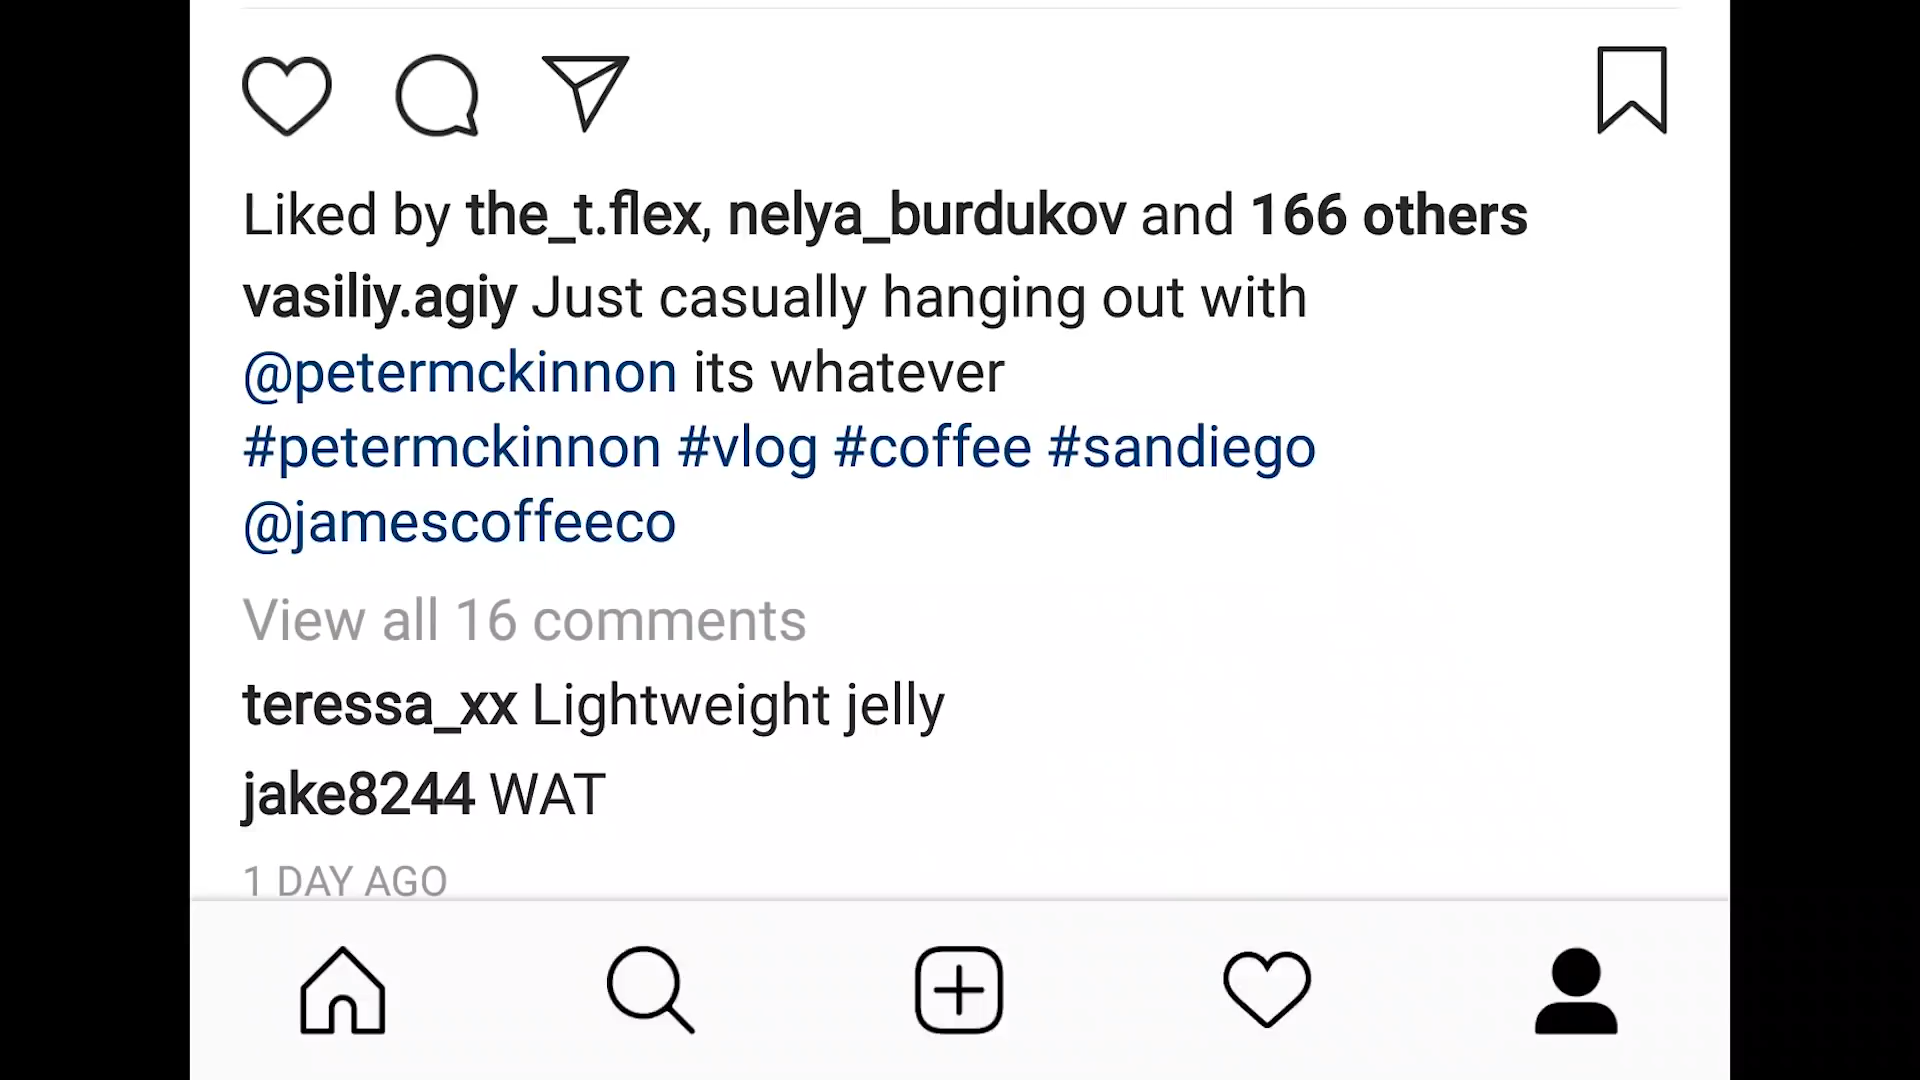 Liked by the_t.flex, nelya_burdukov and 166 others
vasiliy.agiy Just casually hanging out with
@petermckinnon its whatever
#petermckinnon #vlog #coffee #sandiego
@jamescoffeeco
View all 16 comments
teressa_xx Lightweight jelly
jake8244 WAT
1 DAY AGO